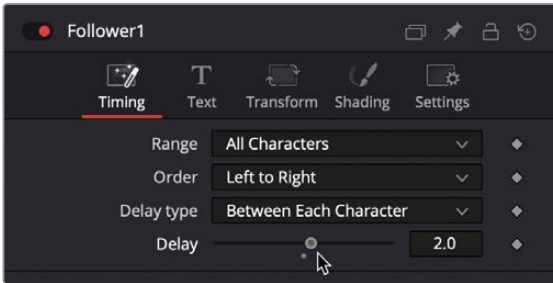 Follower1
Timing Text Transform Shading Settings
Range All Characters
Order Left to Right
Delay type Between Each Character
Delay 2.0